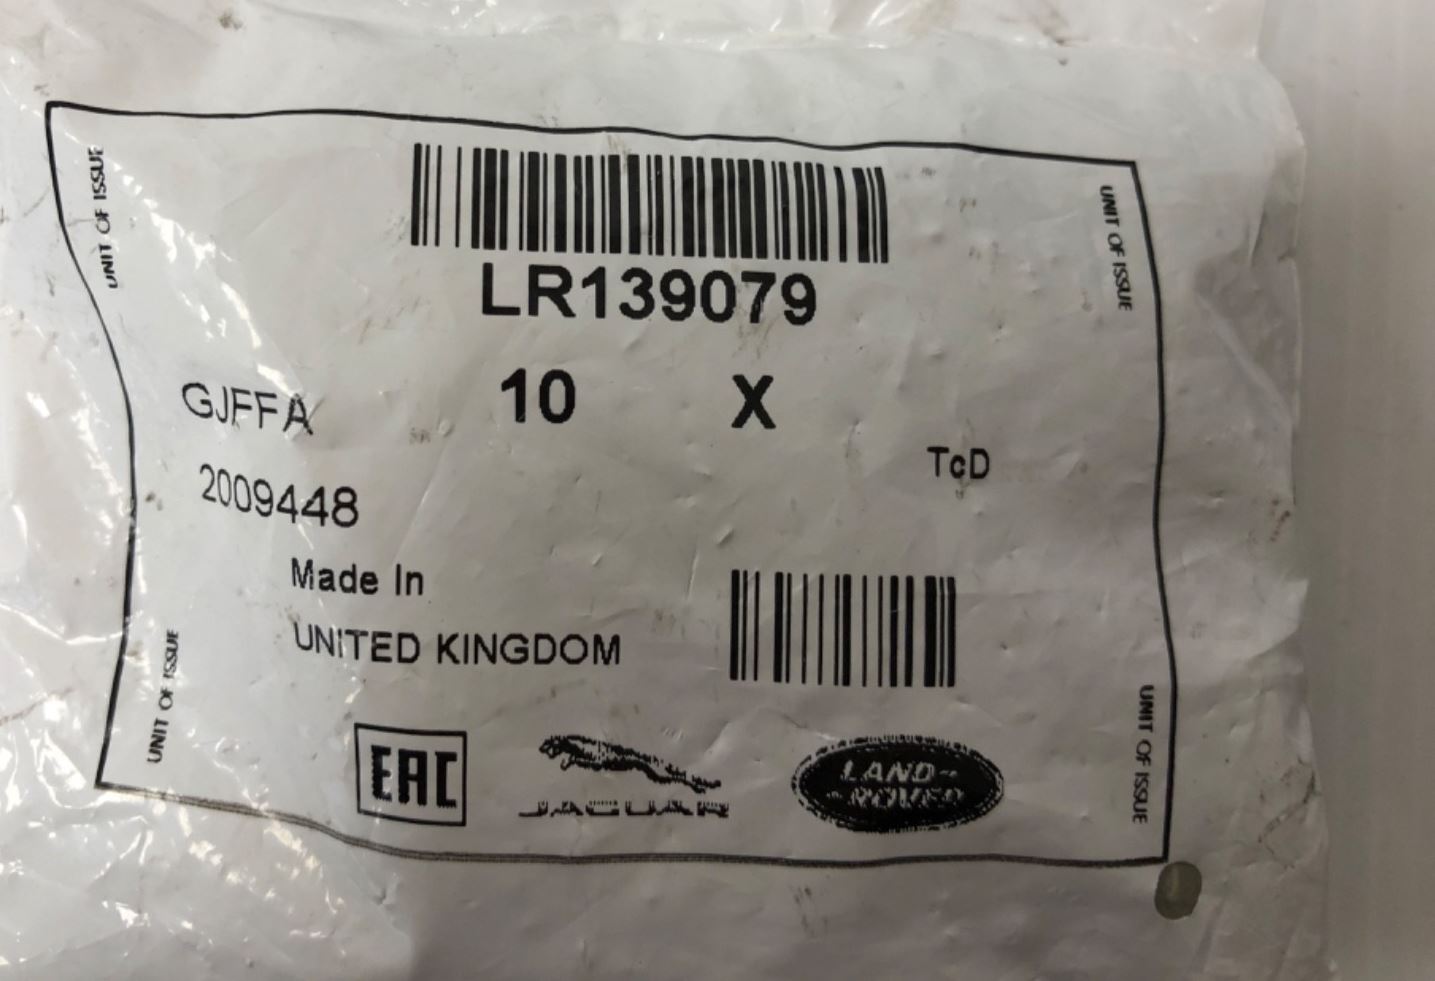 UNIT OF ISSUE
UNIT OF ISSUE
LR139079
GJFFA 10 X
TcD
2009448
Made In
UNITED KINGDOM
UNIT OF ISSUE
UNIT OF ISSUE
EAC
JAGUAR
LAND-
-ROVER